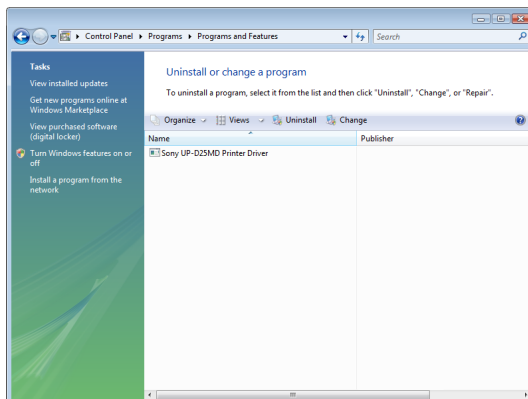 Control Panel ▸ Programs ▸ Programs and Features
Search
Tasks
View installed updates
Get new programs online at
Windows Marketplace
View purchased software
(digital locker)
Turn Windows features on or
off
Install a program from the
network
Uninstall or change a program
To uninstall a program, select it from the list and then click "Uninstall", "Change", or "Repair".
Organize Views Uninstall Change
Name Publisher
Sony UP-D25MD Printer Driver